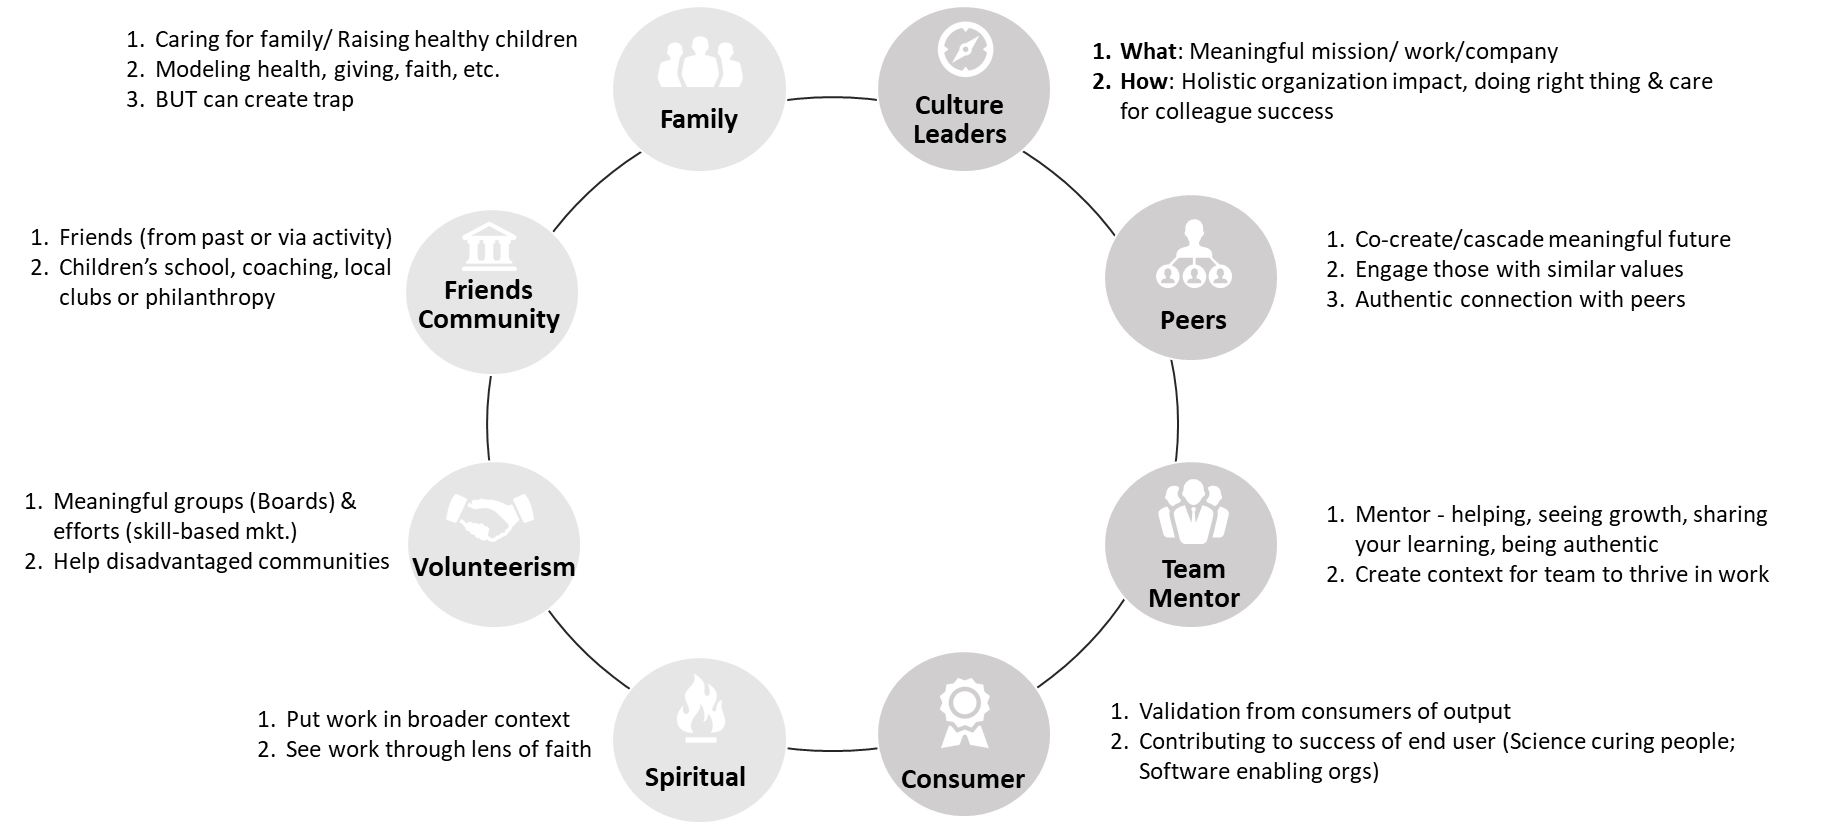 1. Caring for family/ Raising healthy children
2. Modeling health, giving, faith, etc.
3. BUT can create trap
Family
Culture
Leaders
1. What: Meaningful mission/ work/company
2. How: Holistic organization impact, doing right thing & care
for colleague success
1. Friends (from past or via activity)
2. Children’s school, coaching, local
clubs or philanthropy
Friends
Community
Peers
1. Co-create/cascade meaningful future
2. Engage those with similar values
3. Authentic connection with peers
1. Meaningful groups (Boards) &
efforts (skill-based mkt.)
2. Help disadvantaged communities
Volunteerism
Team
Mentor
1. Mentor - helping, seeing growth, sharing
your learning, being authentic
2. Create context for team to thrive in work
1. Put work in broader context
2. See work through lens of faith
Spiritual
Consumer
1. Validation from consumers of output
2. Contributing to success of end user (Science curing people;
Software enabling orgs)